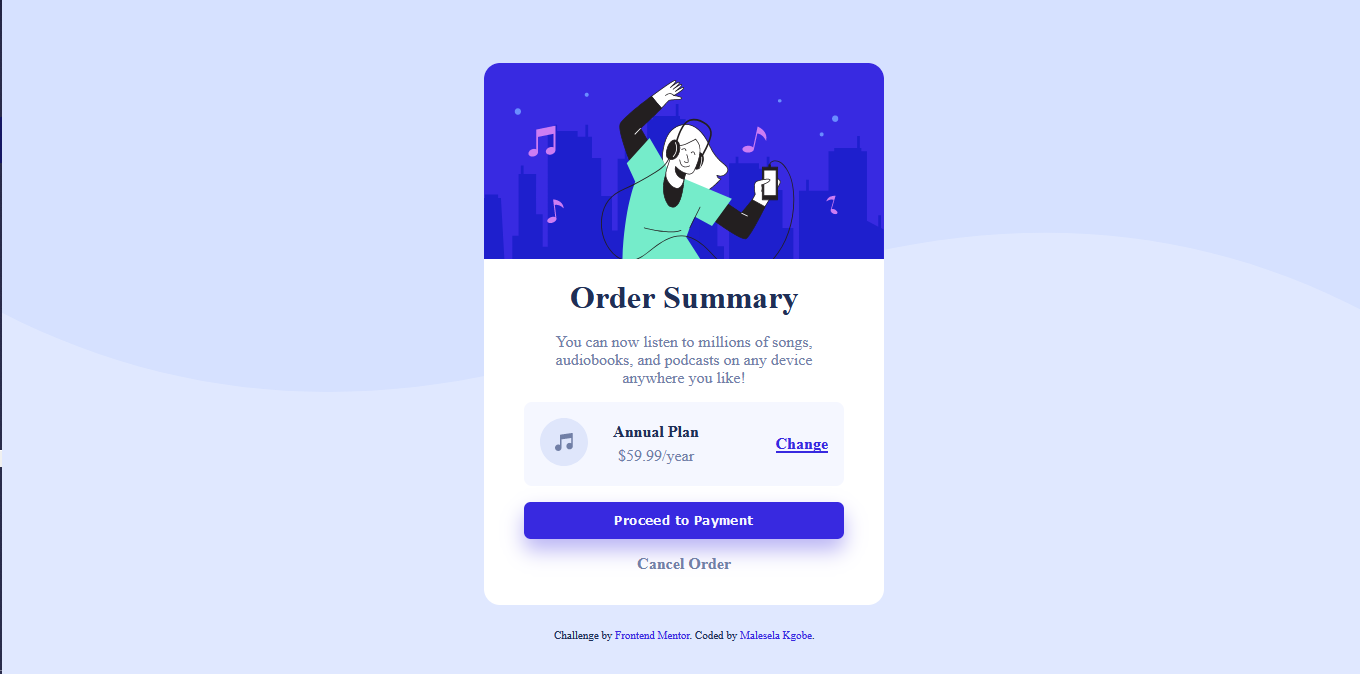 Order Summary
You can now listen to millions of songs,
audiobooks, and podcasts on any device
anywhere you like!
Annual Plan
$59.99/year
Change
Proceed to Payment
Cancel Order
Challenge by Frontend Mentor. Coded by Malesela Kgobe.